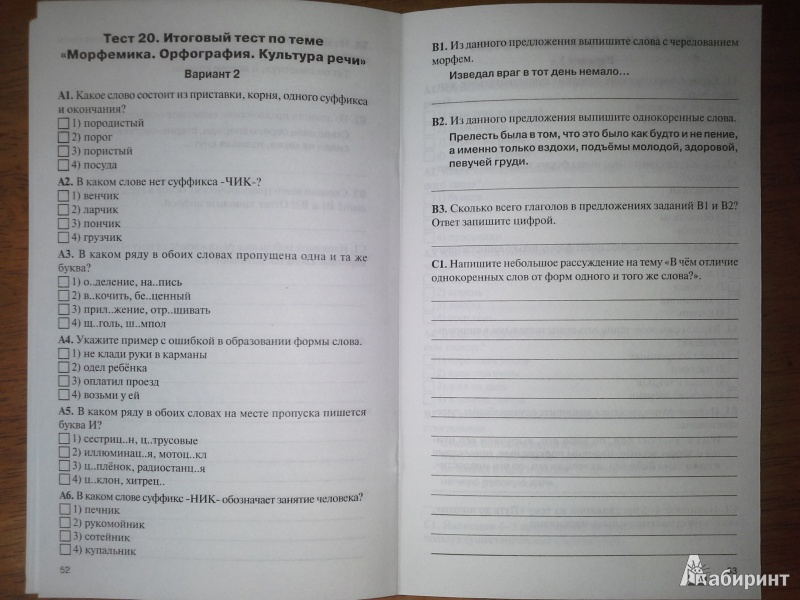 Тест 20. Итоговый тест по теме
«Морфемика. Орфография. Культура речи»
Вариант 2
А1. Какое слово состоит из приставки, корня, одного суффикса
и окончания?
1) породистый
2) порог
3) пористый
4) посуда
А2. В каком слове нет суффикса -ЧИК-?
1) венчик
2) ларчик
3) пончик
4) грузчик
А3. В каком ряду в обоих словах пропущена одна и та же
буква?
1) о..деление, на..пись
2) в..кочить, бе..ценный
3) прил..жение, отр..щивать
4) щ..голь, ш..мпол
А4. Укажите пример с ошибкой в образовании формы слова.
1) не клади руки в карманы
2) одел ребёнка
3) оплатил проезд
4) возьми у ей
А5. В каком ряду в обоих словах на месте пропуска пишется
буква И?
1) сестриц..н, ц..трусовые
2) иллюминац..я, мотоц..кл
3) ц..плёнок, радиостанц..я
4) ц..клон, хитрец..
А6. В каком слове суффикс -НИК- обозначает занятие человека?
1) печник
2) рукомойник
3) сотейник
4) купальник
52
В1. Из данного предложения выпишите слова с чередованием
морфем.
Изведал враг в тот день немало...
В2. Из данного предложения выпишите однокоренные слова.
Прелесть была в том, что это было как будто и не пение,
а именно только вздохи, подъёмы молодой, здоровой,
певучей груди.
В3. Сколько всего глаголов в предложениях заданий В1 и В2?
Ответ запишите цифрой.
С1. Напишите небольшое рассуждение на тему «В чём отличие
однокоренных слов от форм одного и того же слова?».
53
Лабиринт